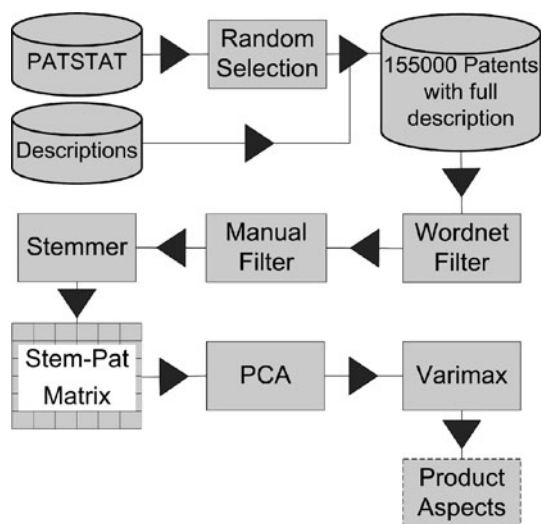 PATSTAT
Random
Selection
155000 Patents
with full
description
Descriptions
Stemmer
Manual
Filter
Wordnet
Filter
Stem-Pat
Matrix
PCA
Varimax
Product
Aspects